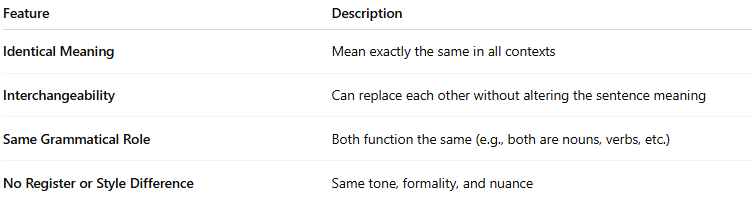 Feature Description
Identical Meaning Mean exactly the same in all contexts
Interchangeability Can replace each other without altering the sentence meaning
Same Grammatical Role Both function the same (e.g., both are nouns, verbs, etc.)
No Register or Style Difference Same tone, formality, and nuance